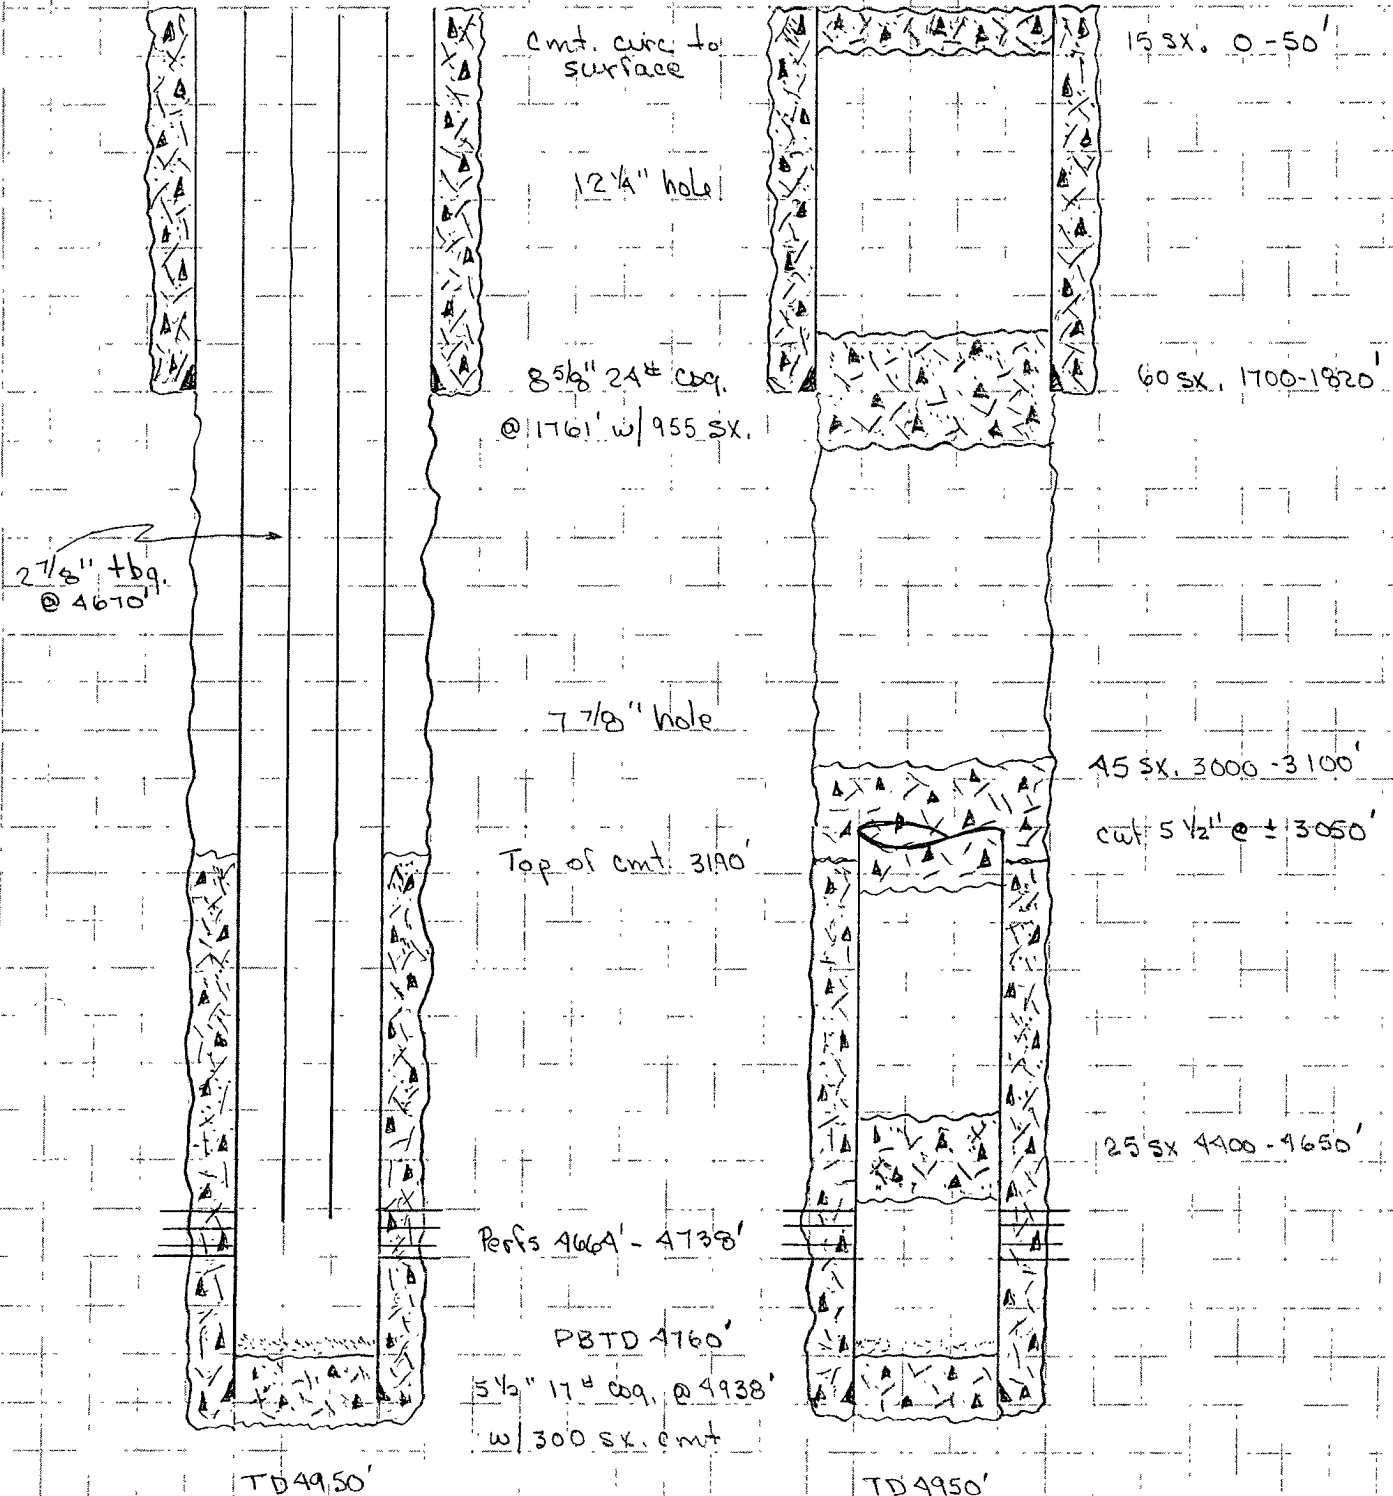 cmt. circ to
surface
15 sx. 0-50'
12 1/4" hole
8 5/8" 24# csg.
@ 1761' w/ 955 sx.
60 sx. 1700-1820'
2 7/8" tbg.
@ 4670'
7 7/8" hole
45 sx. 3000-3100'
cut 5 1/2" @ ± 3050'
Top of cmt. 3140'
25 sx 4400-4650'
Perfs 4664' - 4738'
PBTD 4760'
5 1/2" 17# csg. @ 4938'
w/ 300 sx. cmt
TD 4950'
TD 4950'